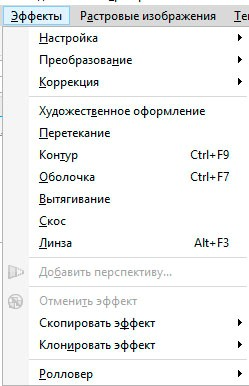 Эффекты Растровые изображения
Настройка
Преобразование
Коррекция
Художественное оформление
Перетекание
Контур Ctrl+F9
Оболочка Ctrl+F7
Вытягивание
Скос
Линза Alt+F3
Добавить перспективу...
Отменить эффект
Скопировать эффект
Клонировать эффект
Ролловер